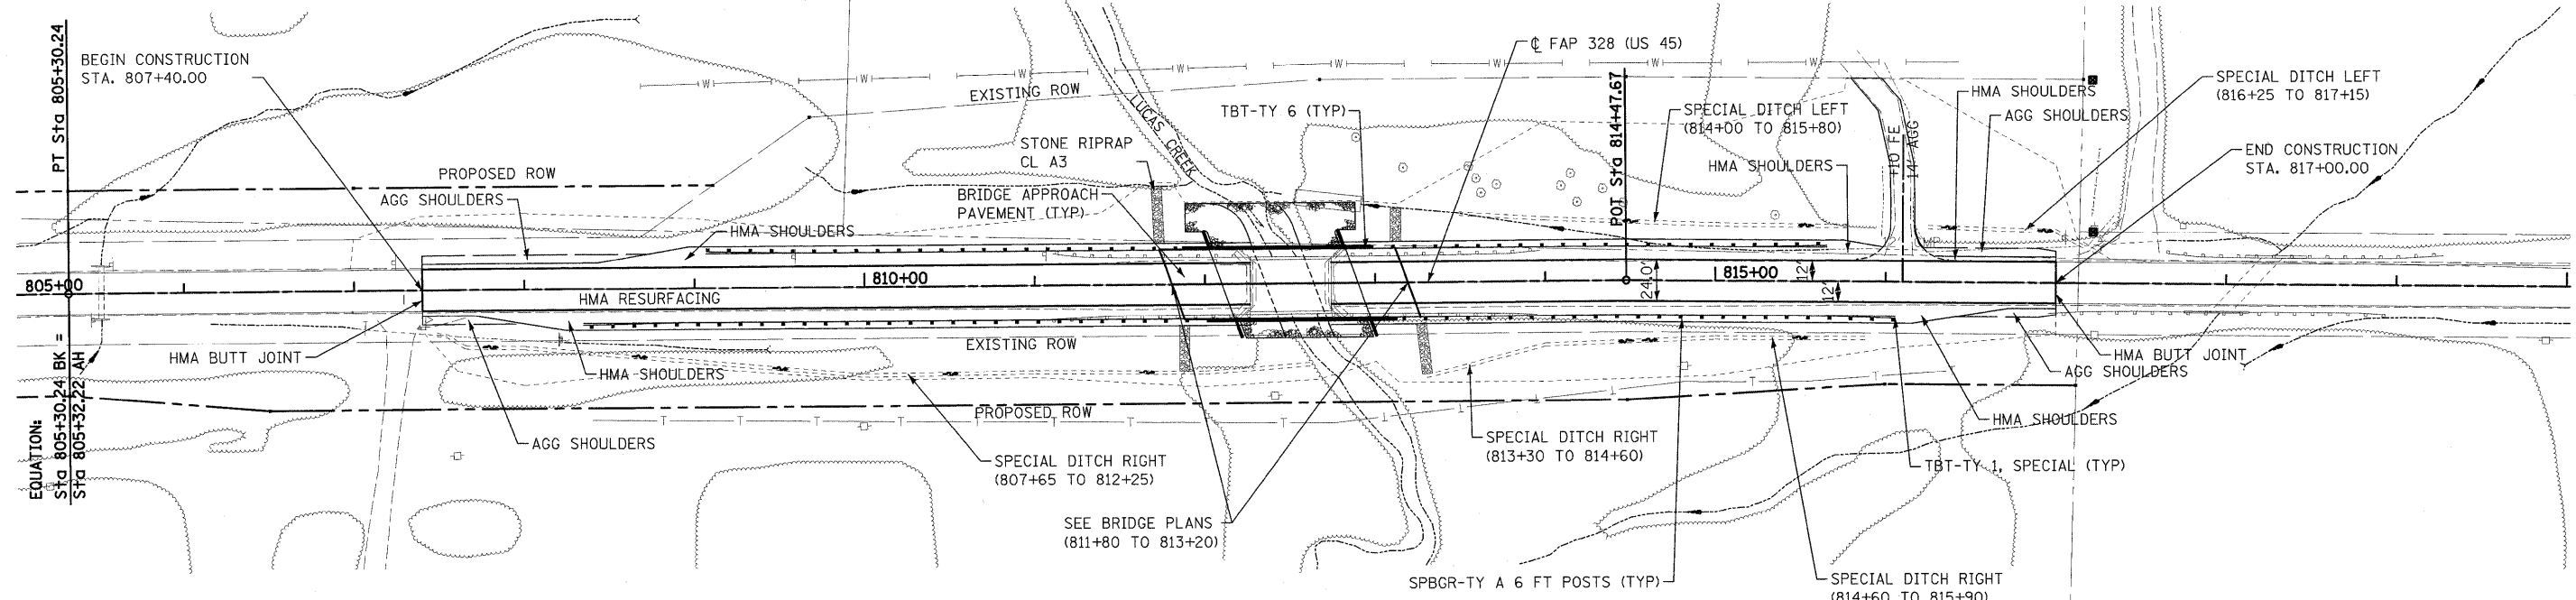 PT Sta 805+30.24
BEGIN CONSTRUCTION
STA. 807+40.00
W
W
W
W
W
W
W
℄ FAP 328 (US 45)
EXISTING ROW
LUCAS CREEK
TBT-TY 6 (TYP)
POT Sta 814+47.67
SPECIAL DITCH LEFT
(814+00 TO 815+80)
HMA SHOULDERS
AGG SHOULDERS
SPECIAL DITCH LEFT
(816+25 TO 817+15)
STONE RIPRAP
CL A3
+10 FE
14' AGG
HMA SHOULDERS
END CONSTRUCTION
STA. 817+00.00
PROPOSED ROW
AGG SHOULDERS
BRIDGE APPROACH
PAVEMENT (TYP)
HMA SHOULDERS
805+00
810+00
815+00
24.0'
12'
12'
HMA RESURFACING
EXISTING ROW
HMA BUTT JOINT
HMA SHOULDERS
HMA BUTT JOINT
AGG SHOULDERS
PROPOSED ROW
T
T
T
T
T
T
T
T
T
T
T
T
T
HMA SHOULDERS
EQUATION:
Sta 805+30.24 BK =
Sta 805+32.22 AH
AGG SHOULDERS
SPECIAL DITCH RIGHT
(807+65 TO 812+25)
SPECIAL DITCH RIGHT
(813+30 TO 814+60)
TBT-TY 1, SPECIAL (TYP)
SEE BRIDGE PLANS
(811+80 TO 813+20)
SPBGR-TY A 6 FT POSTS (TYP)
SPECIAL DITCH RIGHT
(814+60 TO 815+90)